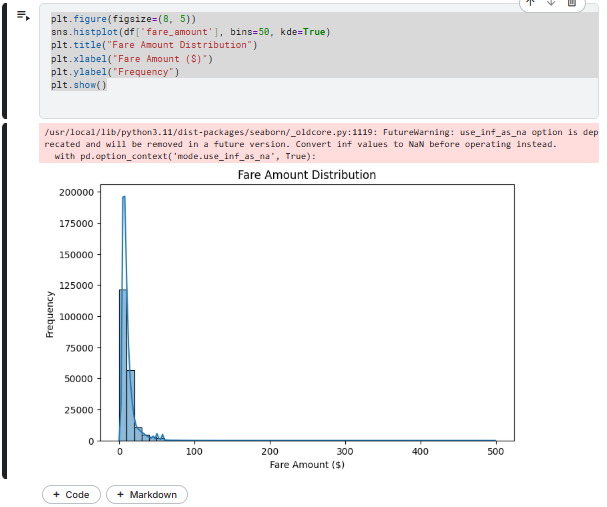 plt.figure(figsize=(8, 5))
sns.histplot(df['fare_amount'], bins=50, kde=True)
plt.title("Fare Amount Distribution")
plt.xlabel("Fare Amount ($)")
plt.ylabel("Frequency")
plt.show()
/usr/local/lib/python3.11/dist-packages/seaborn/_oldcore.py:1119: FutureWarning: use_inf_as_na option is dep
recated and will be removed in a future version. Convert inf values to NaN before operating instead.
with pd.option_context('mode.use_inf_as_na', True):
Fare Amount Distribution
200000
175000
150000
125000
100000
75000
50000
25000
0
Frequency
0 100 200 300 400 500
Fare Amount ($)
+ Code + Markdown